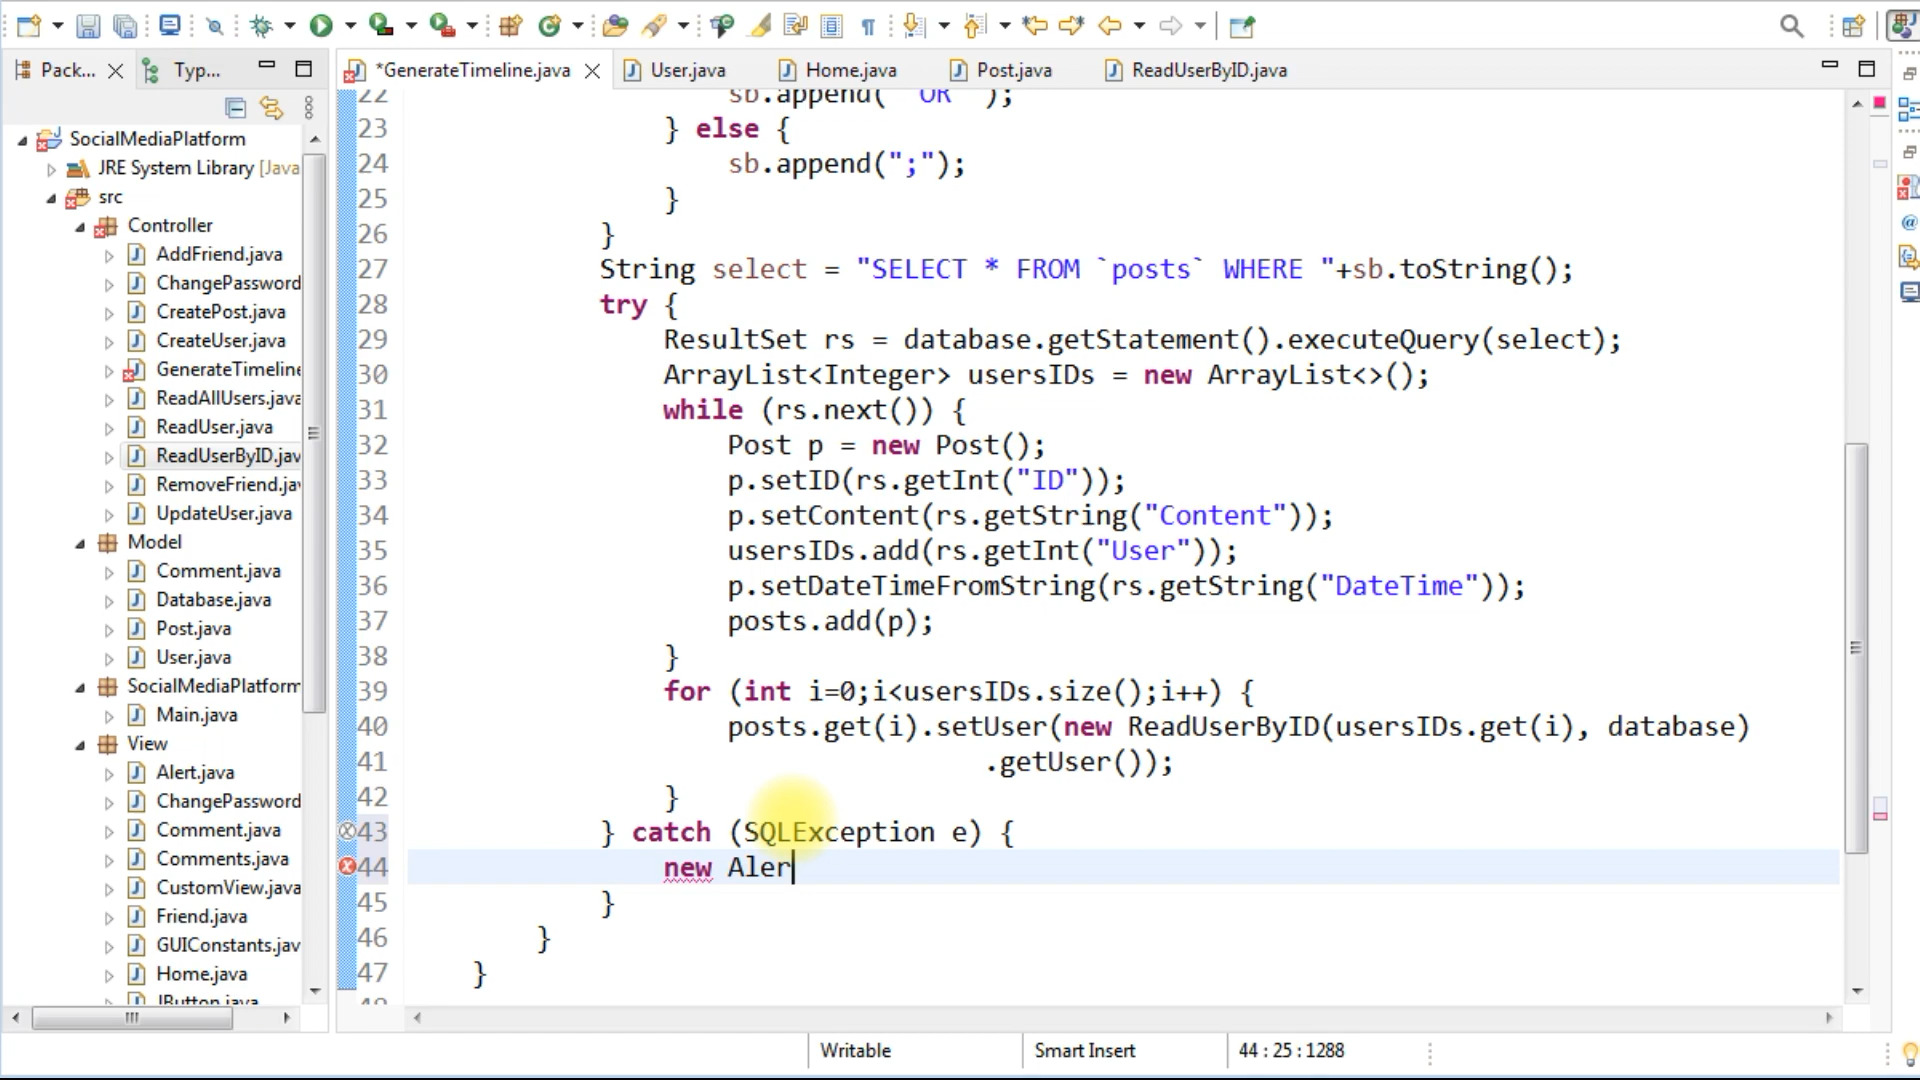 Pack...
Typ...
*GenerateTimeline.java
User.java
Home.java
Post.java
ReadUserByID.java
SocialMediaPlatform
JRE System Library [Java
src
Controller
AddFriend.java
ChangePassword
CreatePost.java
CreateUser.java
GenerateTimeline
ReadAllUsers.java
ReadUser.java
ReadUserByID.jav
RemoveFriend.jav
UpdateUser.java
Model
Comment.java
Database.java
Post.java
User.java
SocialMediaPlatform
Main.java
View
Alert.java
ChangePassword
Comment.java
Comments.java
CustomView.java
Friend.java
GUIConstants.jav
Home.java
JButton.java
22 sb.append(" OR ");
23 } else {
24 sb.append(";");
25 }
26 }
27 String select = "SELECT * FROM `posts` WHERE "+sb.toString();
28 try {
29 ResultSet rs = database.getStatement().executeQuery(select);
30 ArrayList<Integer> usersIDs = new ArrayList<>();
31 while (rs.next()) {
32 Post p = new Post();
33 p.setID(rs.getInt("ID"));
34 p.setContent(rs.getString("Content"));
35 usersIDs.add(rs.getInt("User"));
36 p.setDateTimeFromString(rs.getString("DateTime"));
37 posts.add(p);
38 }
39 for (int i=0;i<usersIDs.size();i++) {
40 posts.get(i).setUser(new ReadUserByID(usersIDs.get(i), database)
41 .getUser());
42 }
43 } catch (SQLException e) {
44 new Aler
45 }
46 }
47 }
48
Writable
Smart Insert
44 : 25 : 1288